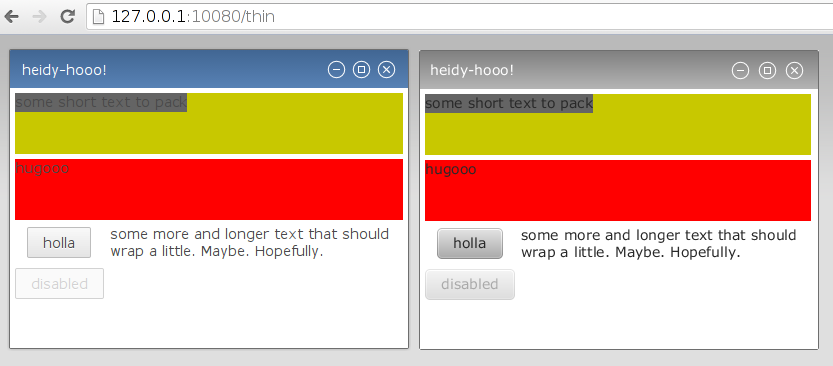 127.0.0.1:10080/thin
heidy-hooo!
some short text to pack
hugooo
holla
some more and longer text that should
wrap a little. Maybe. Hopefully.
disabled
heidy-hooo!
some short text to pack
hugooo
holla
some more and longer text that should
wrap a little. Maybe. Hopefully.
disabled